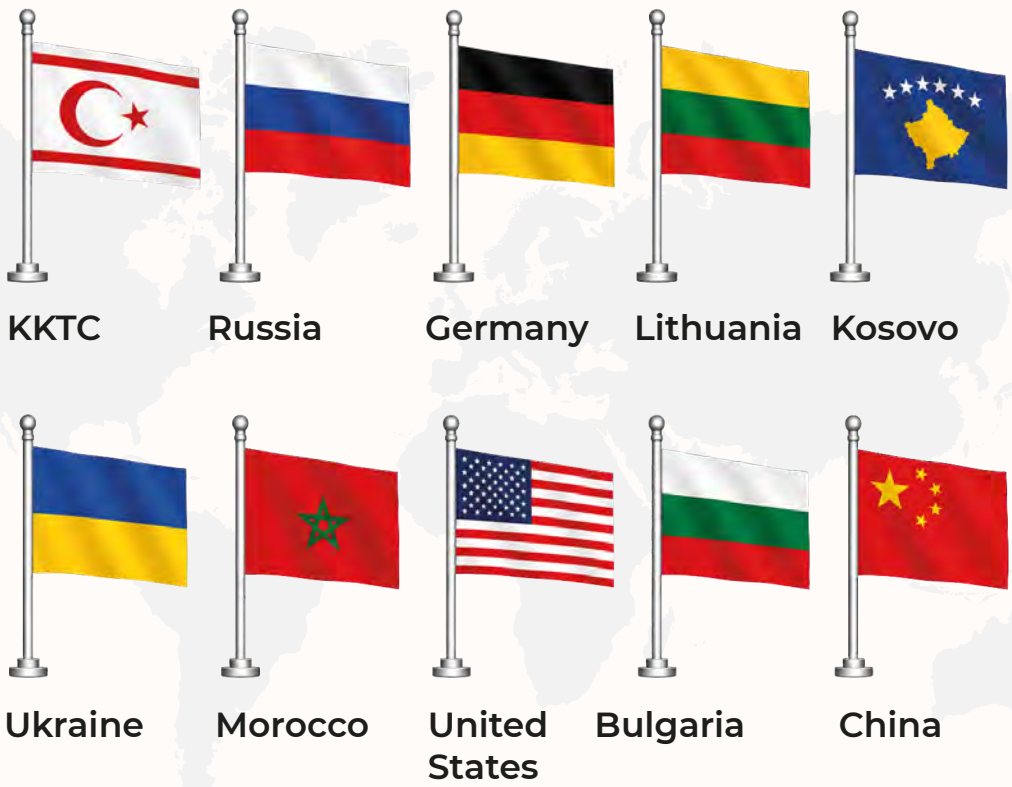 KKTC
Russia
Germany
Lithuania
Kosovo
Ukraine
Morocco
United
States
Bulgaria
China